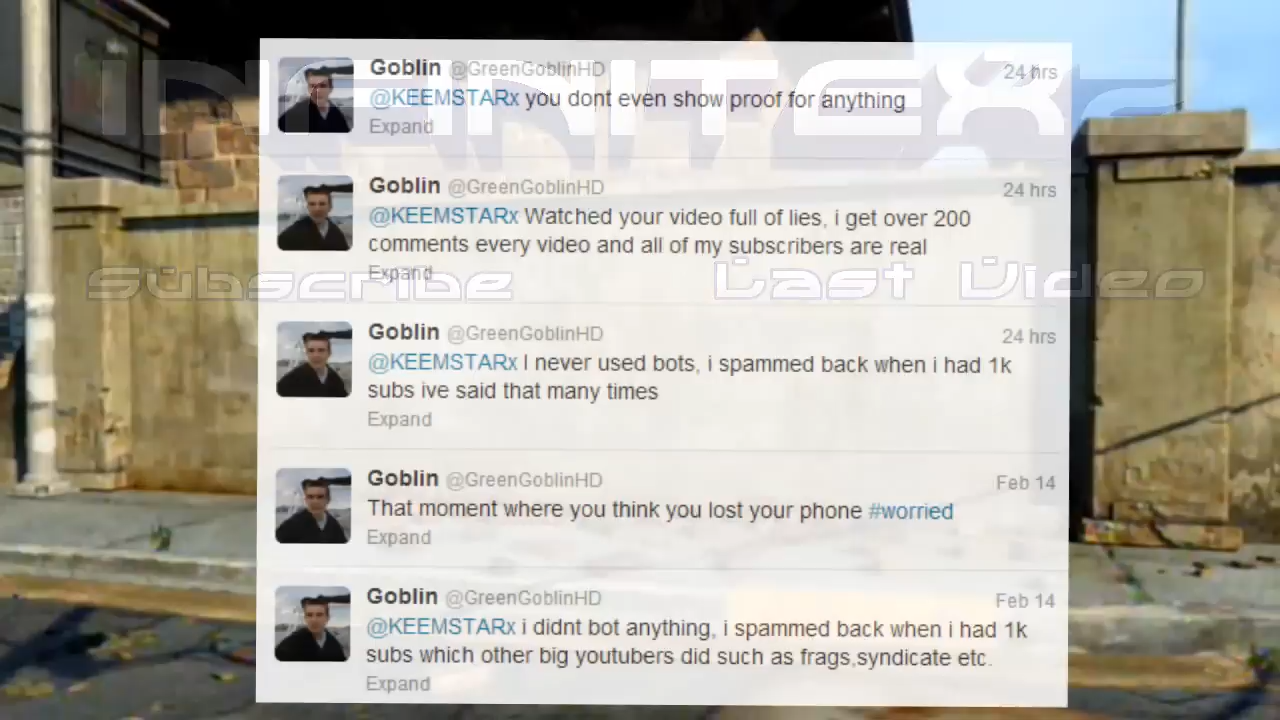 INFINITEX2
Goblin @GreenGoblinHD 24 hrs
@KEEMSTARx you dont even show proof for anything
Expand
Goblin @GreenGoblinHD 24 hrs
@KEEMSTARx Watched your video full of lies, i get over 200
comments every video and all of my subscribers are real
Expand
Subscribe Last Video
Goblin @GreenGoblinHD 24 hrs
@KEEMSTARx I never used bots, i spammed back when i had 1k
subs ive said that many times
Expand
Goblin @GreenGoblinHD Feb 14
That moment where you think you lost your phone #worried
Expand
Goblin @GreenGoblinHD Feb 14
@KEEMSTARx i didnt bot anything, i spammed back when i had 1k
subs which other big youtubers did such as frags,syndicate etc.
Expand